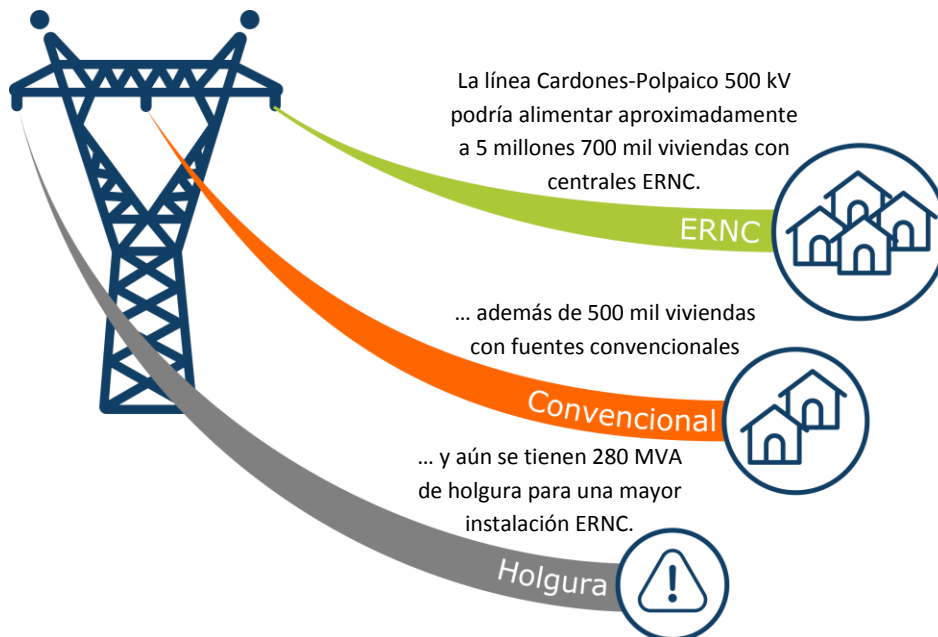 La línea Cardones-Polpaico 500 kV
podría alimentar aproximadamente
a 5 millones 700 mil viviendas con
centrales ERNC.
ERNC
... además de 500 mil viviendas
con fuentes convencionales
Convencional
... y aún se tienen 280 MVA
de holgura para una mayor
instalación ERNC.
Holgura